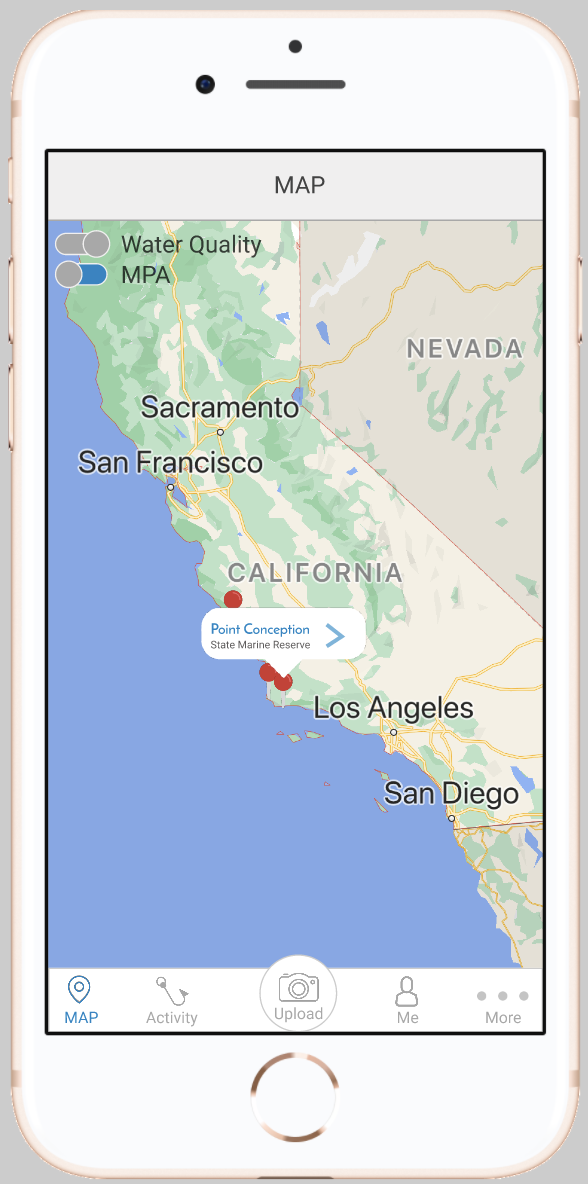 MAP
Water Quality
MPA
NEVADA
Sacramento
San Francisco
CALIFORNIA
Point Conception
State Marine Reserve
Los Angeles
San Diego
MAP
Activity
Upload
Me
More